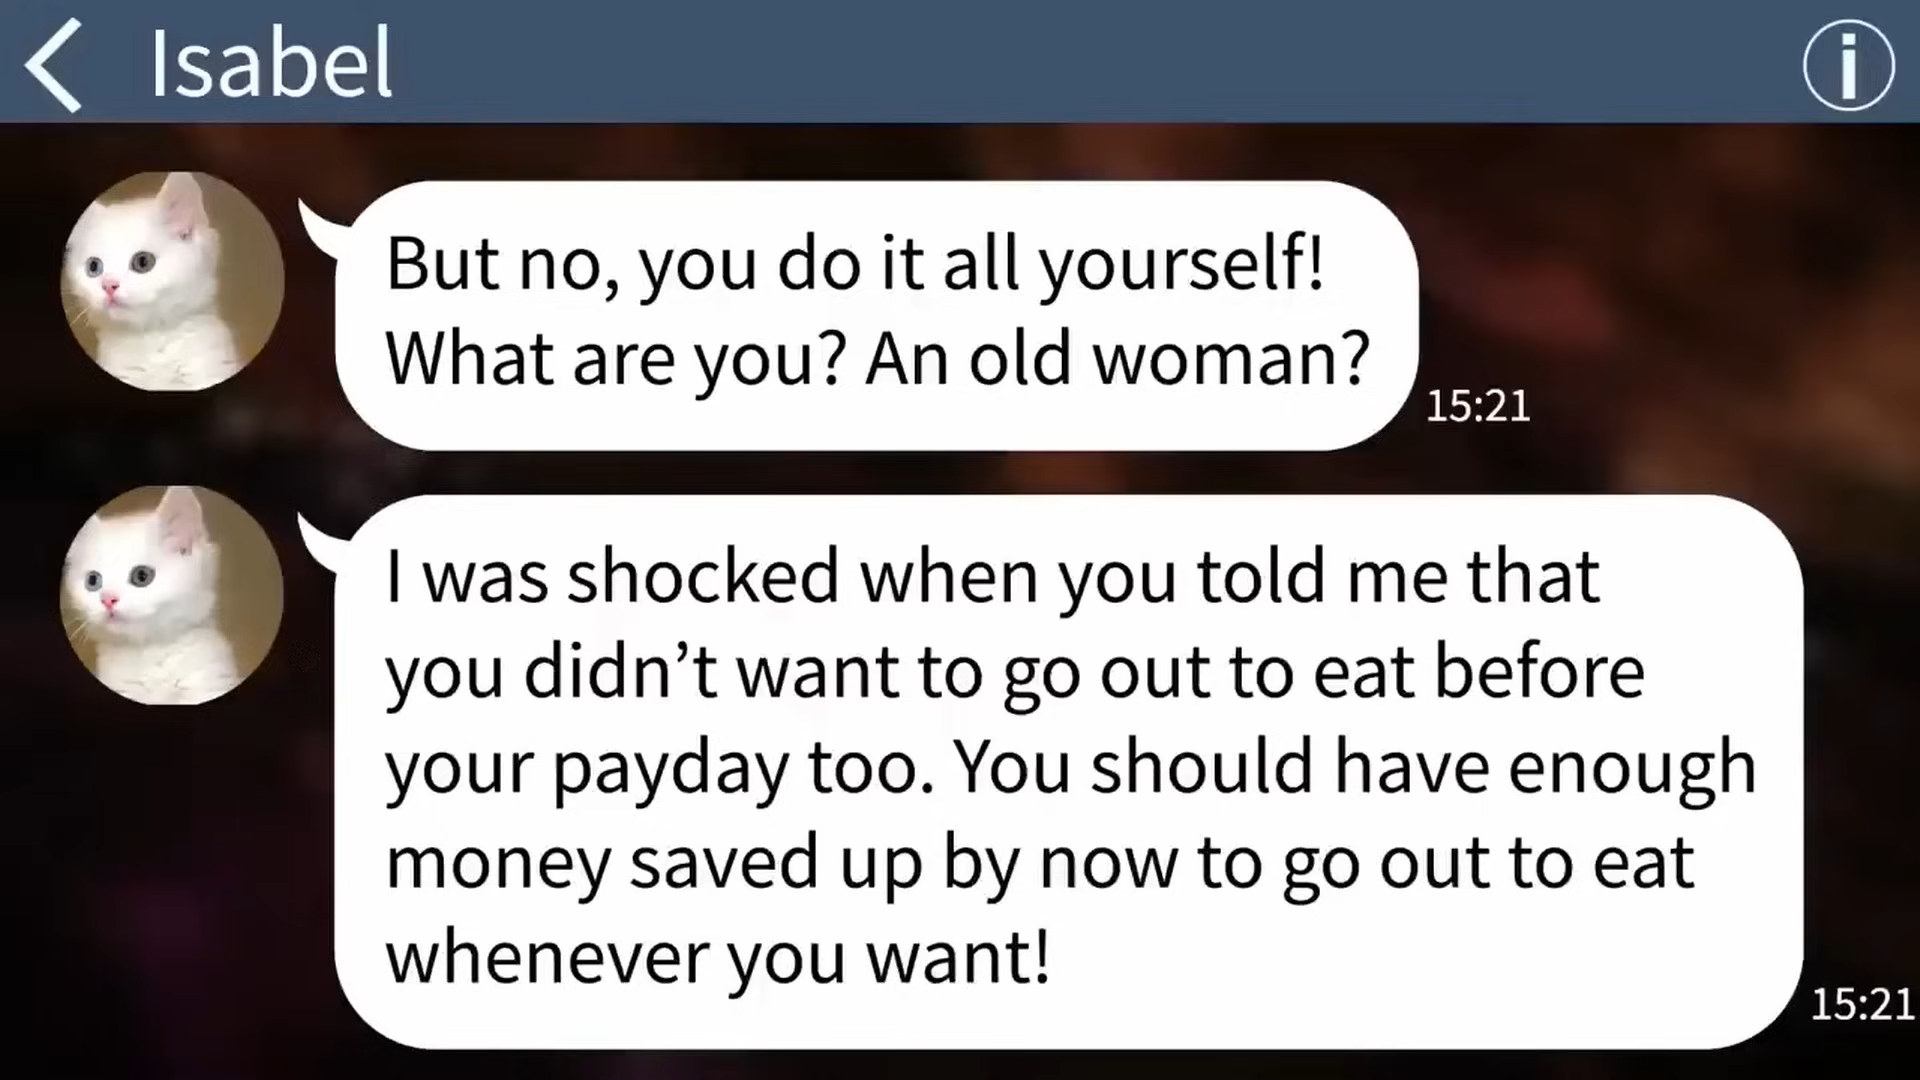 Isabel
But no, you do it all yourself!
What are you? An old woman?
15:21
I was shocked when you told me that
you didn’t want to go out to eat before
your payday too. You should have enough
money saved up by now to go out to eat
whenever you want!
15:21